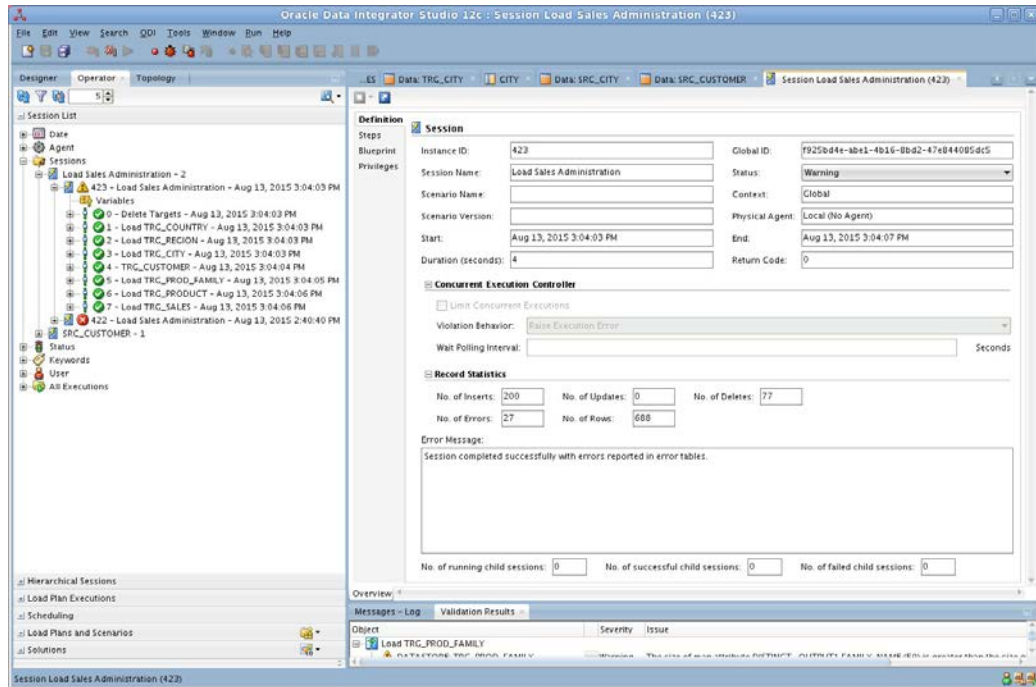 Oracle Data Integrator Studio 12c : Session Load Sales Administration (423)
File Edit View Search ODI Tools Window Run Help
Designer Operator Topology
5
Session List
Date
Agent
Sessions
Load Sales Administration - 2
423 - Load Sales Administration - Aug 13, 2015 3:04:03 PM
Variables
0 - Delete Targets - Aug 13, 2015 3:04:03 PM
1 - Load TRG_COUNTRY - Aug 13, 2015 3:04:03 PM
2 - Load TRG_REGION - Aug 13, 2015 3:04:03 PM
3 - Load TRG_CITY - Aug 13, 2015 3:04:03 PM
4 - TRG_CUSTOMER - Aug 13, 2015 3:04:04 PM
5 - Load TRG_PROD_FAMILY - Aug 13, 2015 3:04:05 PM
6 - Load TRG_PRODUCT - Aug 13, 2015 3:04:06 PM
7 - Load TRG_SALES - Aug 13, 2015 3:04:06 PM
422 - Load Sales Administration - Aug 13, 2015 2:40:40 PM
SRC_CUSTOMER - 1
Status
Keywords
User
All Executions
Hierarchical Sessions
Load Plan Executions
Scheduling
Load Plans and Scenarios
Solutions
...ES Data: TRG_CITY CITY Data: SRC_CITY Data: SRC_CUSTOMER Session Load Sales Administration (423)
Definition
Steps
Blueprint
Privileges
Session
Instance ID: 423 Global ID: f925bd4e-abe1-4b16-8bd2-47e844085dc5
Session Name: Load Sales Administration Status: Warning
Scenario Name: Context: Global
Scenario Version: Physical Agent: Local (No Agent)
Start: Aug 13, 2015 3:04:03 PM End: Aug 13, 2015 3:04:07 PM
Duration (seconds): 4 Return Code: 0
Concurrent Execution Controller
Limit Concurrent Executions
Violation Behavior: Raise Execution Error
Wait Polling Interval: Seconds
Record Statistics
No. of Inserts: 200 No. of Updates: 0 No. of Deletes: 77
No. of Errors: 27 No. of Rows: 688
Error Message:
Session completed successfully with errors reported in error tables.
No. of running child sessions: 0 No. of successful child sessions: 0 No. of failed child sessions: 0
Overview
Messages - Log Validation Results
Object Severity Issue
Load TRG_PROD_FAMILY
Session Load Sales Administration (423)